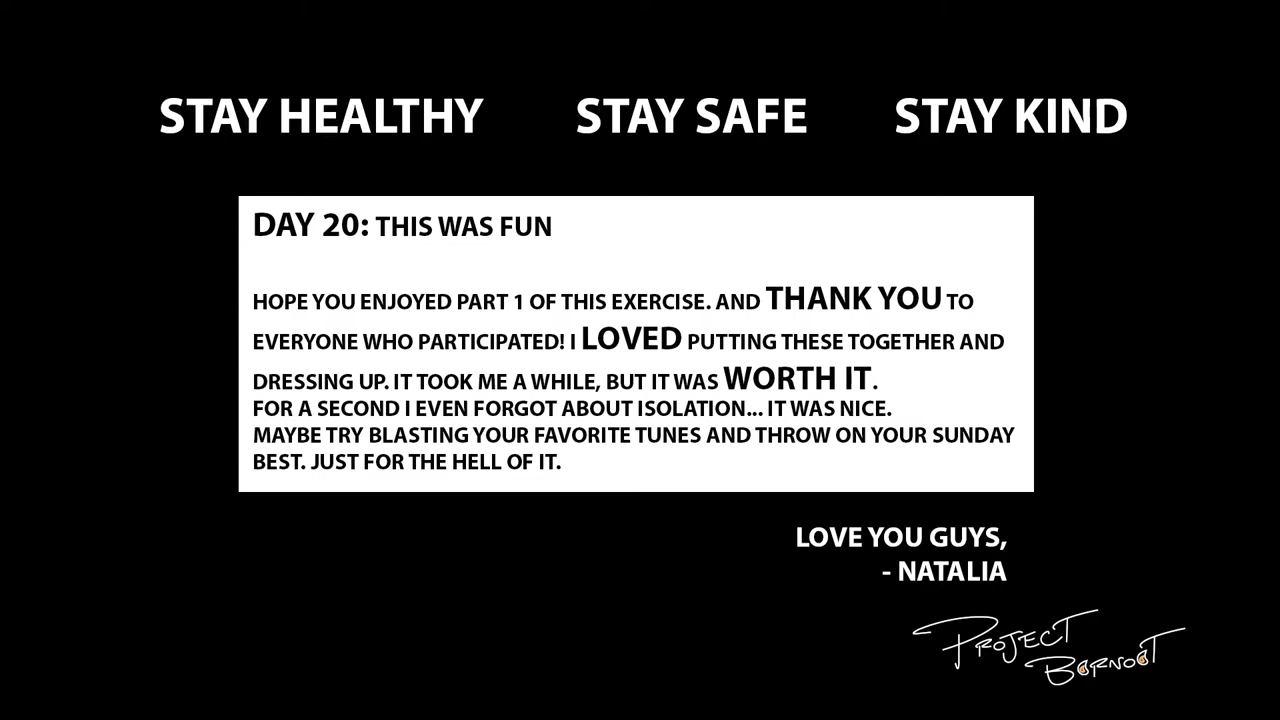 STAY HEALTHY STAY SAFE STAY KIND
DAY 20: THIS WAS FUN
HOPE YOU ENJOYED PART 1 OF THIS EXERCISE. AND THANK YOU TO
EVERYONE WHO PARTICIPATED! I LOVED PUTTING THESE TOGETHER AND
DRESSING UP. IT TOOK ME A WHILE, BUT IT WAS WORTH IT.
FOR A SECOND I EVEN FORGOT ABOUT ISOLATION... IT WAS NICE.
MAYBE TRY BLASTING YOUR FAVORITE TUNES AND THROW ON YOUR SUNDAY
BEST. JUST FOR THE HELL OF IT.
LOVE YOU GUYS,
- NATALIA
PROJECT